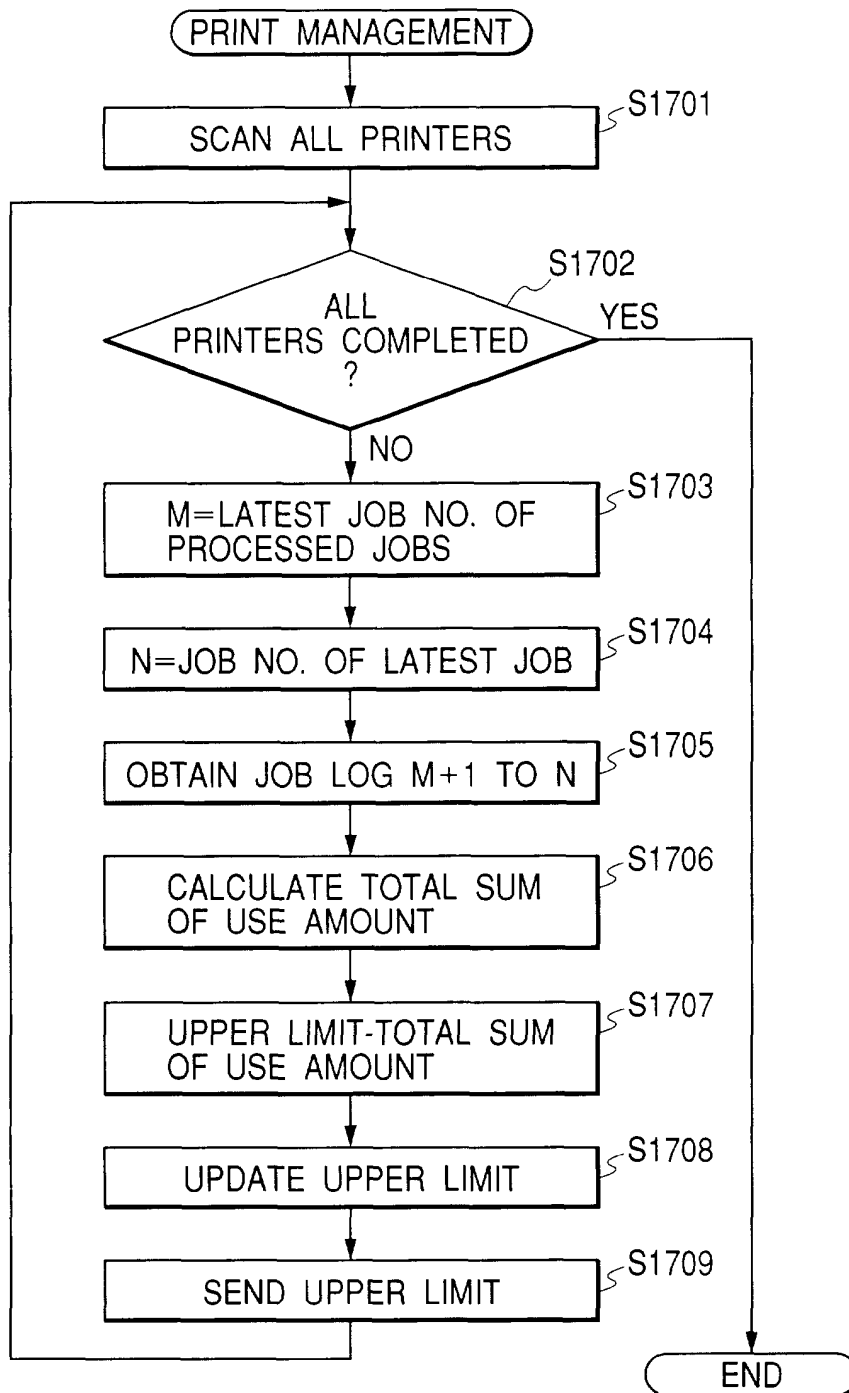 PRINT MANAGEMENT
S1701
SCAN ALL PRINTERS
S1702
ALL
PRINTERS COMPLETED
?
YES
NO
S1703
M=LATEST JOB NO. OF
PROCESSED JOBS
S1704
N=JOB NO. OF LATEST JOB
S1705
OBTAIN JOB LOG M+1 TO N
S1706
CALCULATE TOTAL SUM
OF USE AMOUNT
S1707
UPPER LIMIT-TOTAL SUM
OF USE AMOUNT
S1708
UPDATE UPPER LIMIT
S1709
SEND UPPER LIMIT
END